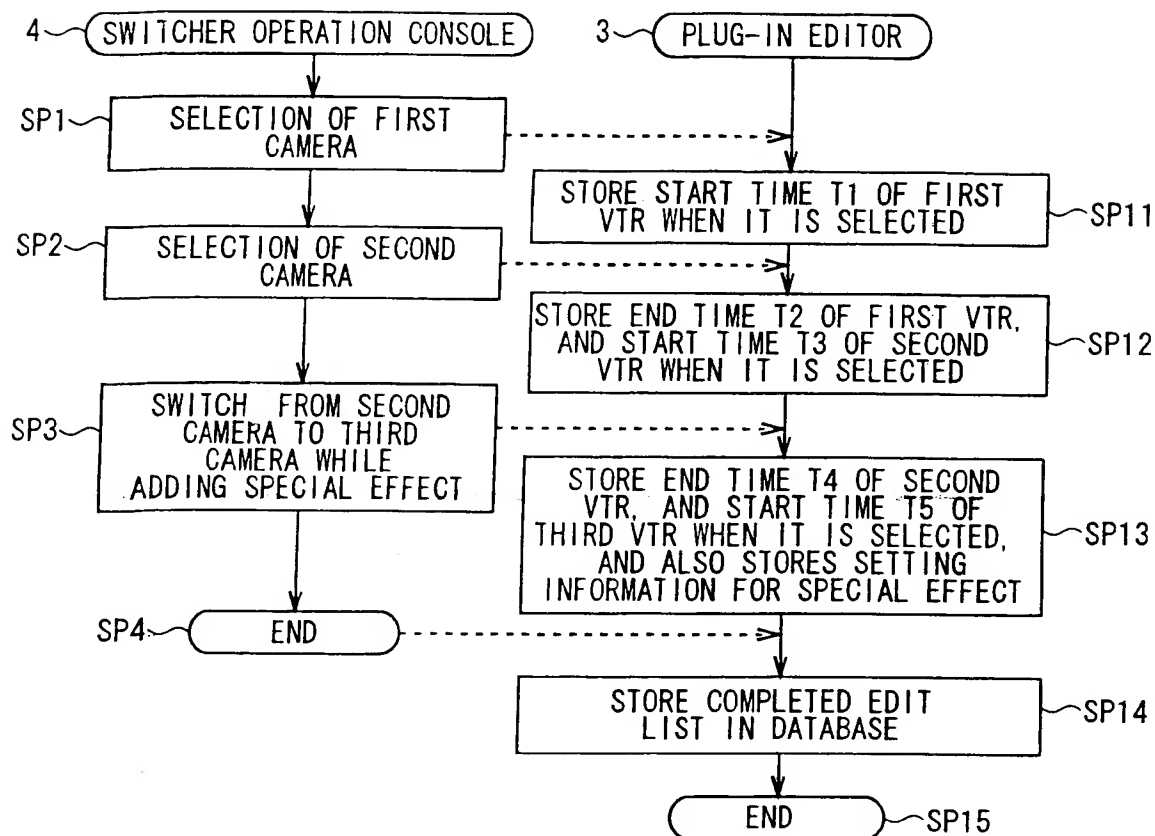 4
SWITCHER OPERATION CONSOLE
SP1
SELECTION OF FIRST
CAMERA
SP2
SELECTION OF SECOND
CAMERA
SP3
SWITCH FROM SECOND
CAMERA TO THIRD
CAMERA WHILE
ADDING SPECIAL EFFECT
SP4
END
3
PLUG-IN EDITOR
STORE START TIME T1 OF FIRST
VTR WHEN IT IS SELECTED
SP11
STORE END TIME T2 OF FIRST VTR,
AND START TIME T3 OF SECOND
VTR WHEN IT IS SELECTED
SP12
STORE END TIME T4 OF SECOND
VTR, AND START TIME T5 OF
THIRD VTR WHEN IT IS SELECTED,
AND ALSO STORES SETTING
INFORMATION FOR SPECIAL EFFECT
SP13
STORE COMPLETED EDIT
LIST IN DATABASE
SP14
END
SP15